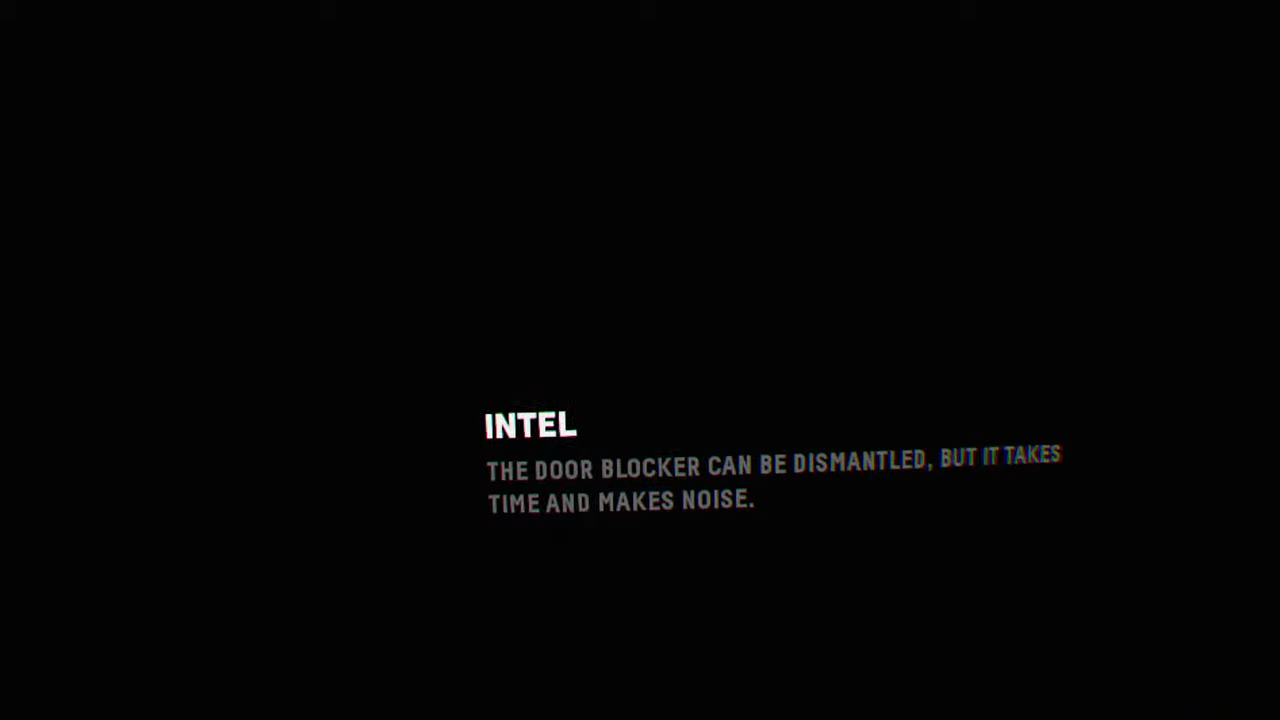 INTEL
THE DOOR BLOCKER CAN BE DISMANTLED, BUT IT TAKES
TIME AND MAKES NOISE.